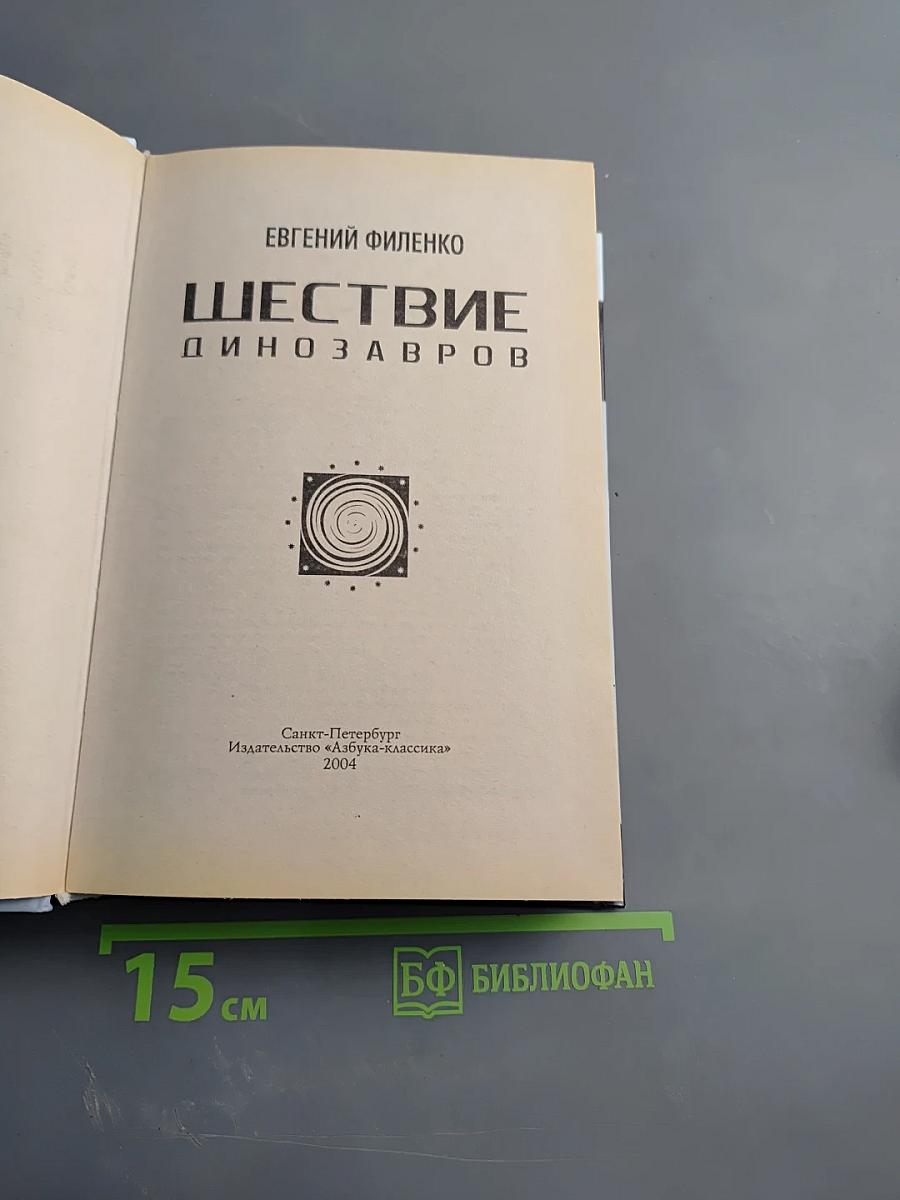 ЕВГЕНИЙ ФИЛЕНКО
ШЕСТВИЕ
ДИНОЗАВРОВ
Санкт-Петербург
Издательство «Азбука-классика»
2004
15 см
БФ БИБЛИОФАН